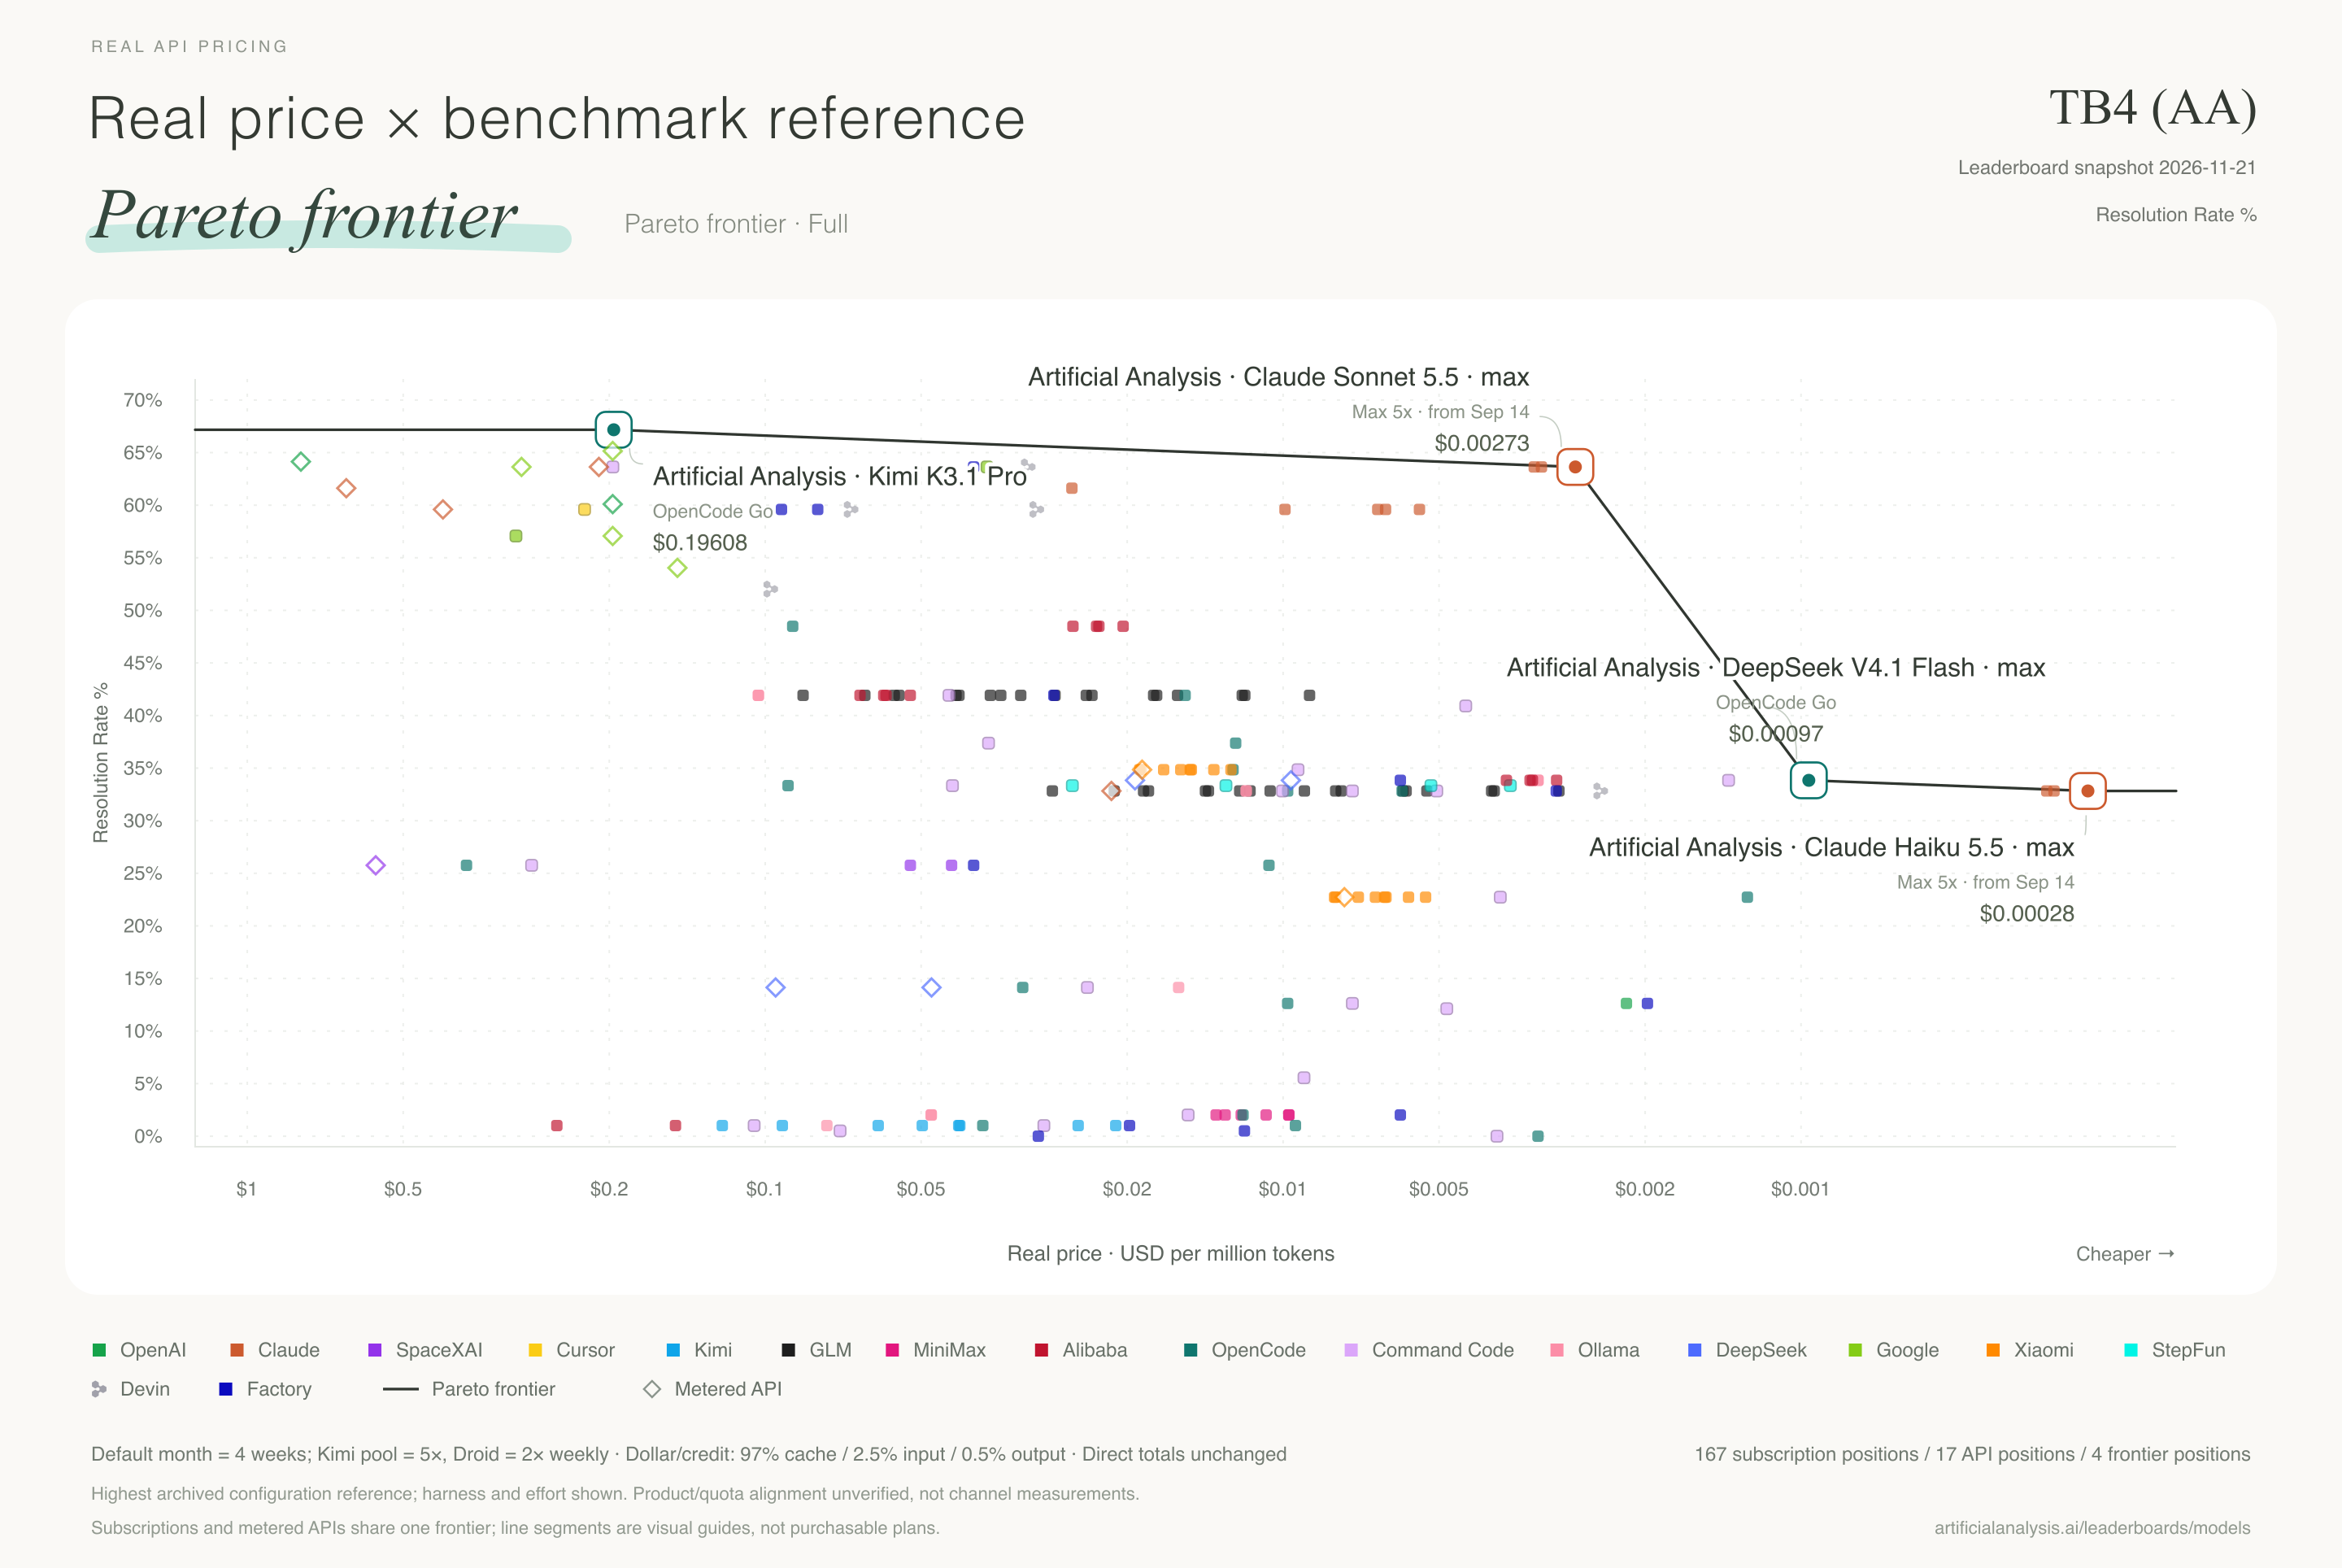 REAL API PRICING
Real price × benchmark reference
Pareto frontier
Pareto frontier · Full
TB4 (AA)
Leaderboard snapshot 2026-11-21
Resolution Rate %
Artificial Analysis · Claude Sonnet 5.5 · max
Max 5x · from Sep 14
$0.00273
Artificial Analysis · Kimi K3.1 Pro
OpenCode Go
$0.19608
Artificial Analysis · DeepSeek V4.1 Flash · max
OpenCode Go
$0.00097
Artificial Analysis · Claude Haiku 5.5 · max
Max 5x · from Sep 14
$0.00028
Resolution Rate %
70%
65%
60%
55%
50%
45%
40%
35%
30%
25%
20%
15%
10%
5%
0%
$1
$0.5
$0.2
$0.1
$0.05
$0.02
$0.01
$0.005
$0.002
$0.001
Real price · USD per million tokens
Cheaper →
OpenAI
Claude
SpaceXAI
Cursor
Kimi
GLM
MiniMax
Alibaba
OpenCode
Command Code
Ollama
DeepSeek
Google
Xiaomi
StepFun
Devin
Factory
Pareto frontier
Metered API
Default month = 4 weeks; Kimi pool = 5×, Droid = 2× weekly · Dollar/credit: 97% cache / 2.5% input / 0.5% output · Direct totals unchanged
167 subscription positions / 17 API positions / 4 frontier positions
Highest archived configuration reference; harness and effort shown. Product/quota alignment unverified, not channel measurements.
Subscriptions and metered APIs share one frontier; line segments are visual guides, not purchasable plans.
artificialanalysis.ai/leaderboards/models